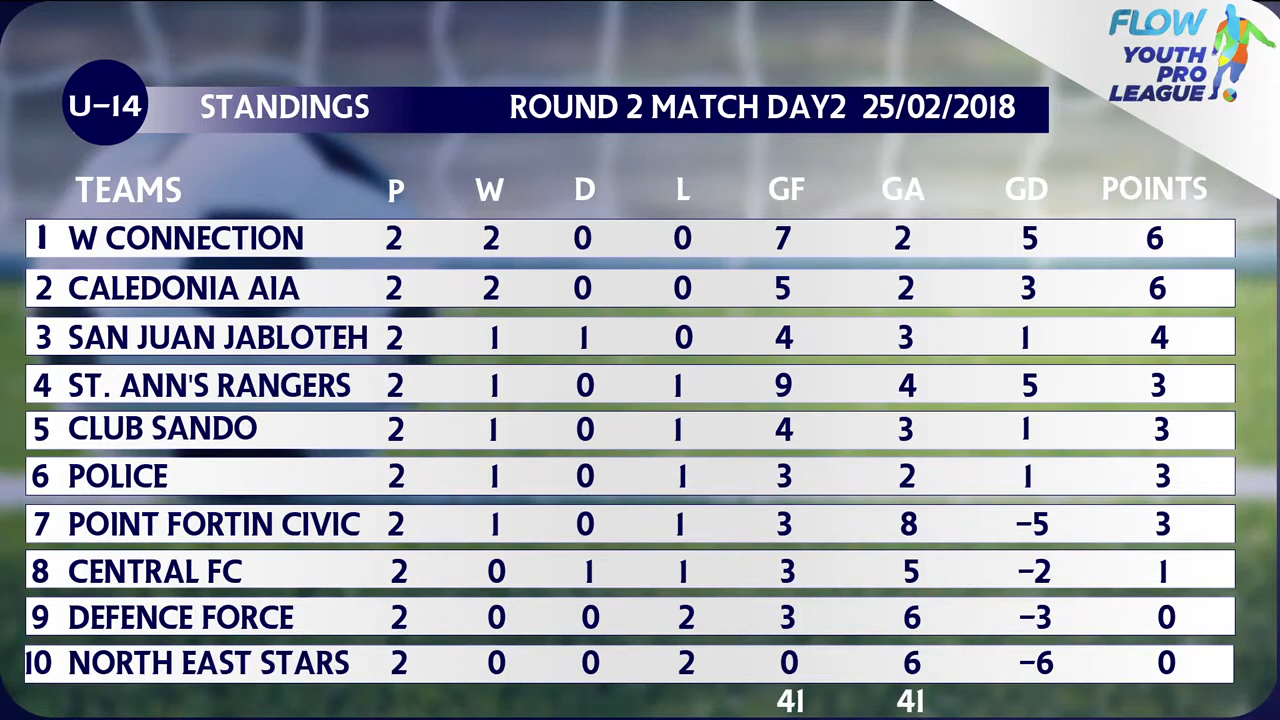 FLOW
YOUTH
PRO
LEAGUE
U-14 STANDINGS ROUND 2 MATCH DAY2 25/02/2018
TEAMS P W D L GF GA GD POINTS
1 W CONNECTION 2 2 0 0 7 2 5 6
2 CALEDONIA AIA 2 2 0 0 5 2 3 6
3 SAN JUAN JABLOTEH 2 1 1 0 4 3 1 4
4 ST. ANN'S RANGERS 2 1 0 1 9 4 5 3
5 CLUB SANDO 2 1 0 1 4 3 1 3
6 POLICE 2 1 0 1 3 2 1 3
7 POINT FORTIN CIVIC 2 1 0 1 3 8 -5 3
8 CENTRAL FC 2 0 1 1 3 5 -2 1
9 DEFENCE FORCE 2 0 0 2 3 6 -3 0
10 NORTH EAST STARS 2 0 0 2 0 6 -6 0
41 41